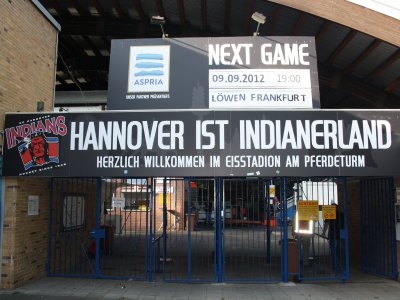 NEXT GAME
09.09.2012 19:00
LÖWEN FRANKFURT
ASPRIA
INDIANS
HANNOVER IST INDIANERLAND
HERZLICH WILLKOMMEN IM EISSTADION AM PFERDETURM